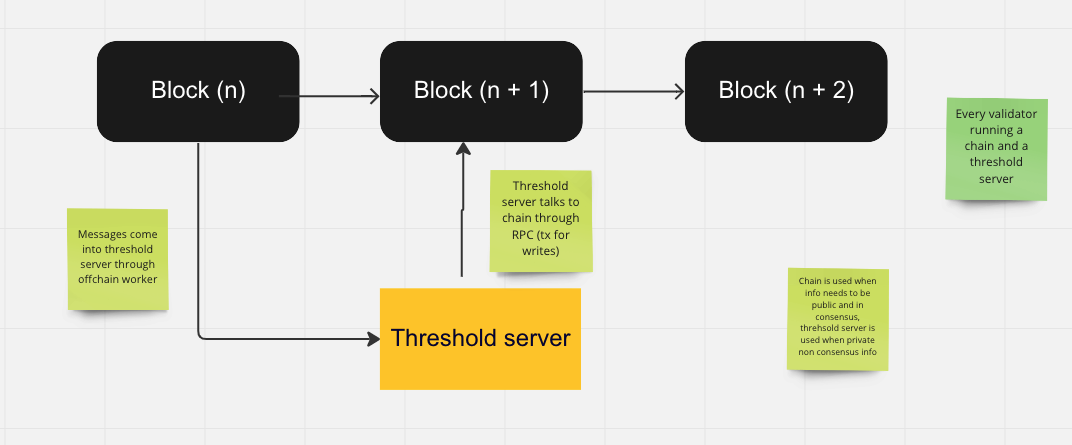 Block (n)
Block (n + 1)
Block (n + 2)
Every validator
running a
chain and a
threshold
server
Threshold
server talks to
chain through
RPC (tx for
writes)
Messages come
into threshold
server through
offchain worker
Chain is used when
info needs to be
public and in
consensus,
threhsold server is
used when private
non consensus info
Threshold server